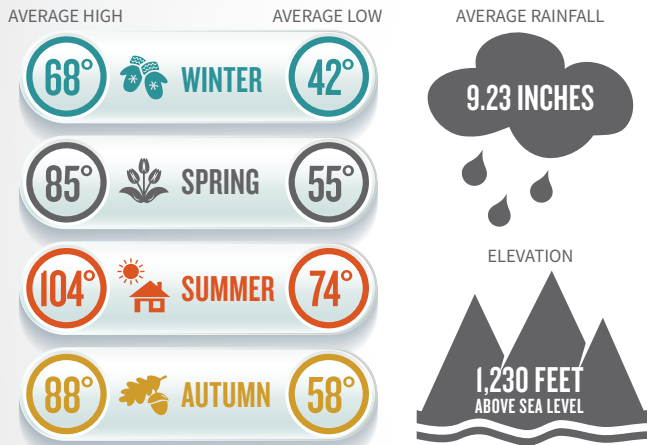 AVERAGE HIGH AVERAGE LOW
68° WINTER 42°
85° SPRING 55°
104° SUMMER 74°
88° AUTUMN 58°
AVERAGE RAINFALL
9.23 INCHES
ELEVATION
1,230 FEET
ABOVE SEA LEVEL